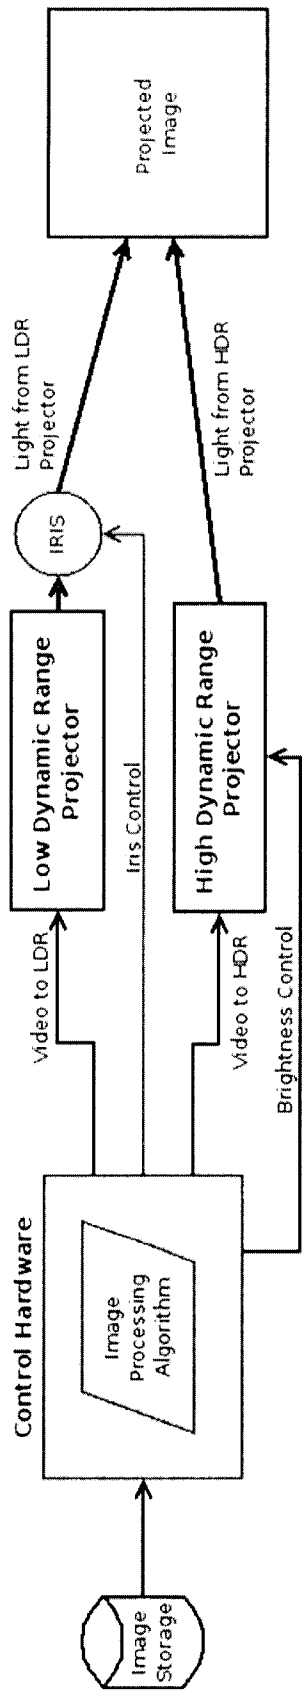 Image
Storage
Control Hardware
Image
Processing
Algorithm
Video to LDR
Iris Control
Video to HDR
Brightness Control
Low Dynamic Range
Projector
High Dynamic Range
Projector
IRIS
Light from LDR
Projector
Light from HDR
Projector
Projected
Image